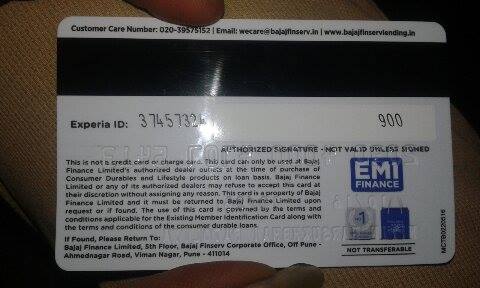 Customer Care Number: 020-39575152 | Email: wecare@bajajfinserv.in | www.bajajfinservlending.in
Experia ID: 900
AUTHORIZED SIGNATURE - NOT VALID UNLESS SIGNED
This is not a credit card or charge card. This card can only be used at Bajaj
Finance Limited's authorized dealer outlets at the time of purchase of
Consumer Durables and Lifestyle products on loan basis. Bajaj Finance
Limited or any of its authorized dealers may refuse to accept this card at
their discretion without assigning any reason. This card is a property of Bajaj
Finance Limited and it must be returned to Bajaj Finance Limited upon
request or if found. The use of this card is governed by the terms and
conditions applicable for the Existing Member Identification Card along with
the terms and conditions of the consumer durable loans.
EMI
FINANCE
NOT TRANSFERABLE
If Found, Please Return To:
Bajaj Finance Limited, 5th Floor, Bajaj Finserv Corporate Office, Off Pune -
Ahmednagar Road, Viman Nagar, Pune - 411014
MCTB0220516